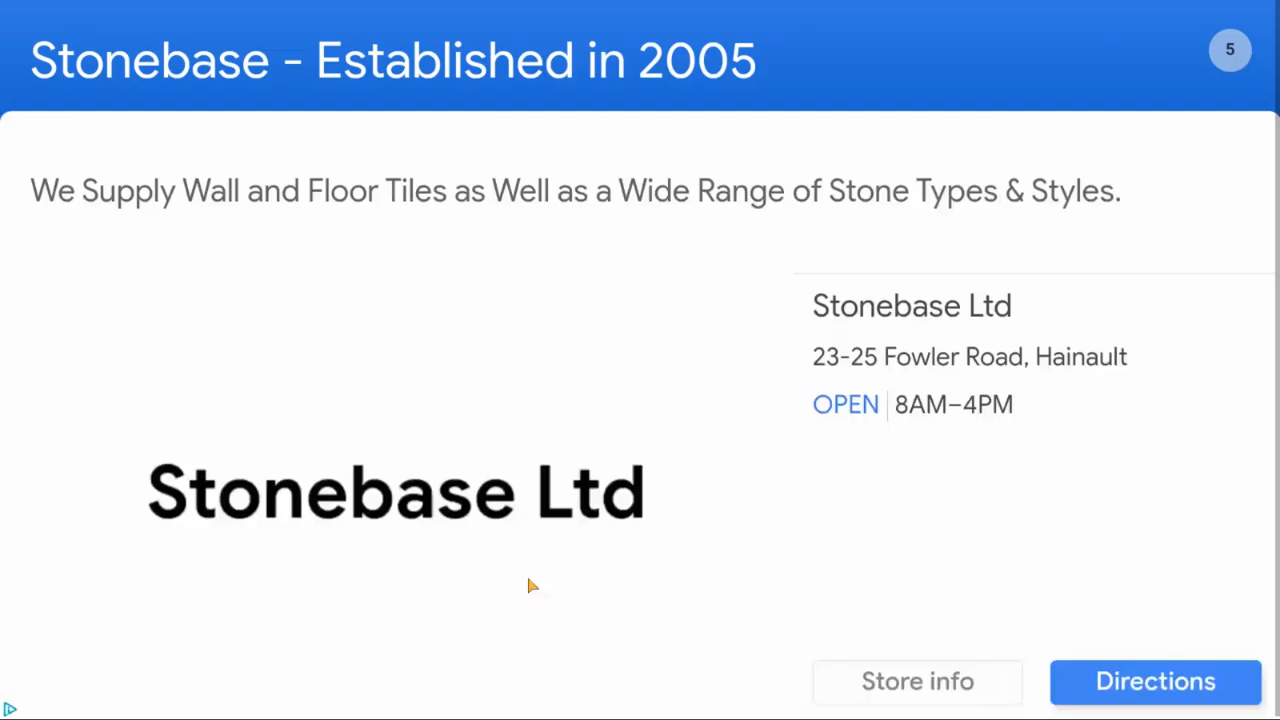 Stonebase - Established in 2005
5
We Supply Wall and Floor Tiles as Well as a Wide Range of Stone Types & Styles.
Stonebase Ltd
23-25 Fowler Road, Hainault
OPEN | 8AM–4PM
Stonebase Ltd
Store info
Directions